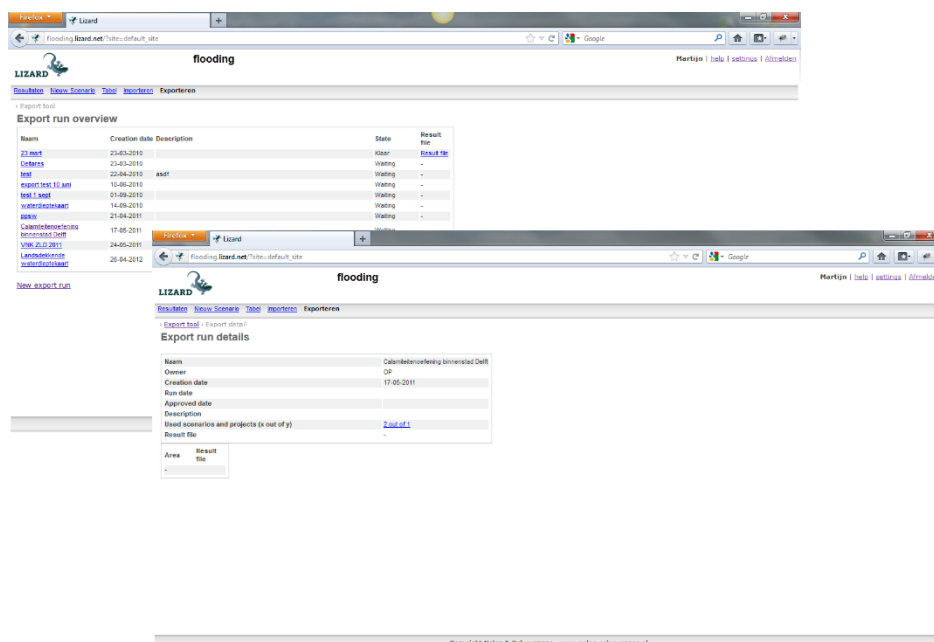 Firefox
Lizard
+
flooding.lizard.net/?site=default_site
Google
LIZARD
flooding
Martijn | help | settings | Afmelden
Resultaten Nieuw Scenario Tabel Importeren Exporteren
› Export tool
Export run overview
Naam Creation date Description State Result file
23 mart 23-03-2010 Klaar Result file
Deltares 23-03-2010 Waiting -
test 22-04-2010 asdf Waiting -
export test 10 juni 10-06-2010 Waiting -
test 1 sept 01-09-2010 Waiting -
waterdieptekaart 14-09-2010 Waiting -
21-04-2011 Waiting -
Calamiteitenoefening binnenstad Delft 17-05-2011
VNK ZLD 2011 24-05-2011
Landsdekkende waterdieptekaart 26-04-2012
New export run
Firefox
Lizard
+
flooding.lizard.net/?site=default_site
Google
LIZARD
flooding
Martijn | help | settings | Afmelde
Resultaten Nieuw Scenario Tabel Importeren Exporteren
› Export tool › Export detail
Export run details
Naam Calamiteitenoefening binnenstad Delft
Owner OP
Creation date 17-05-2011
Run date
Approved date
Description
Used scenarios and projects (x out of y) 2 out of 1
Result file -
Area Result file
-